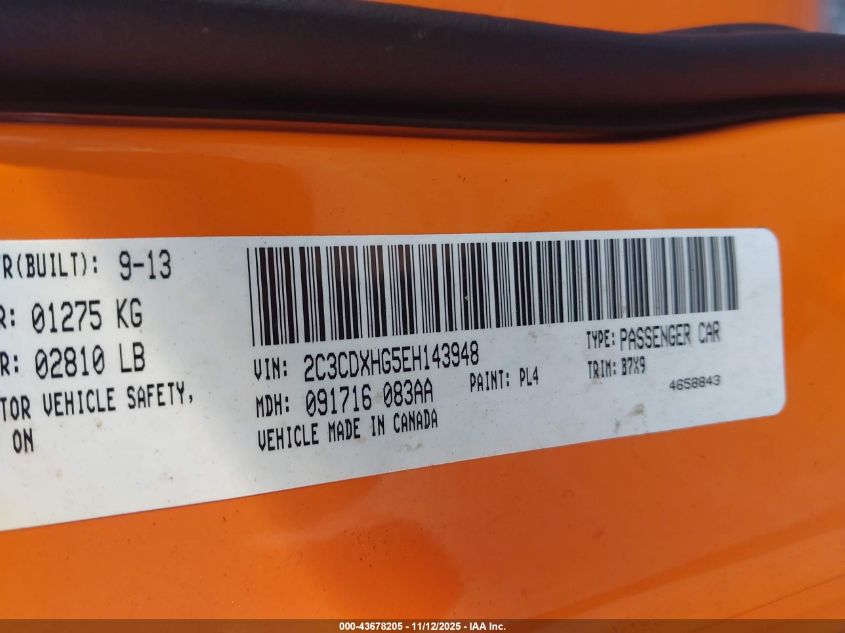 R(BUILT): 9-13
R: 01275 KG
R: 02810 LB
TOR VEHICLE SAFETY,
ON
VIN: 2C3CDXHG5EH143948
MDH: 091716 083AA
PAINT: PL4
VEHICLE MADE IN CANADA
TYPE: PASSENGER CAR
TRIM: B7X9
4658843
000-43678205 - 11/12/2025 - IAA Inc.